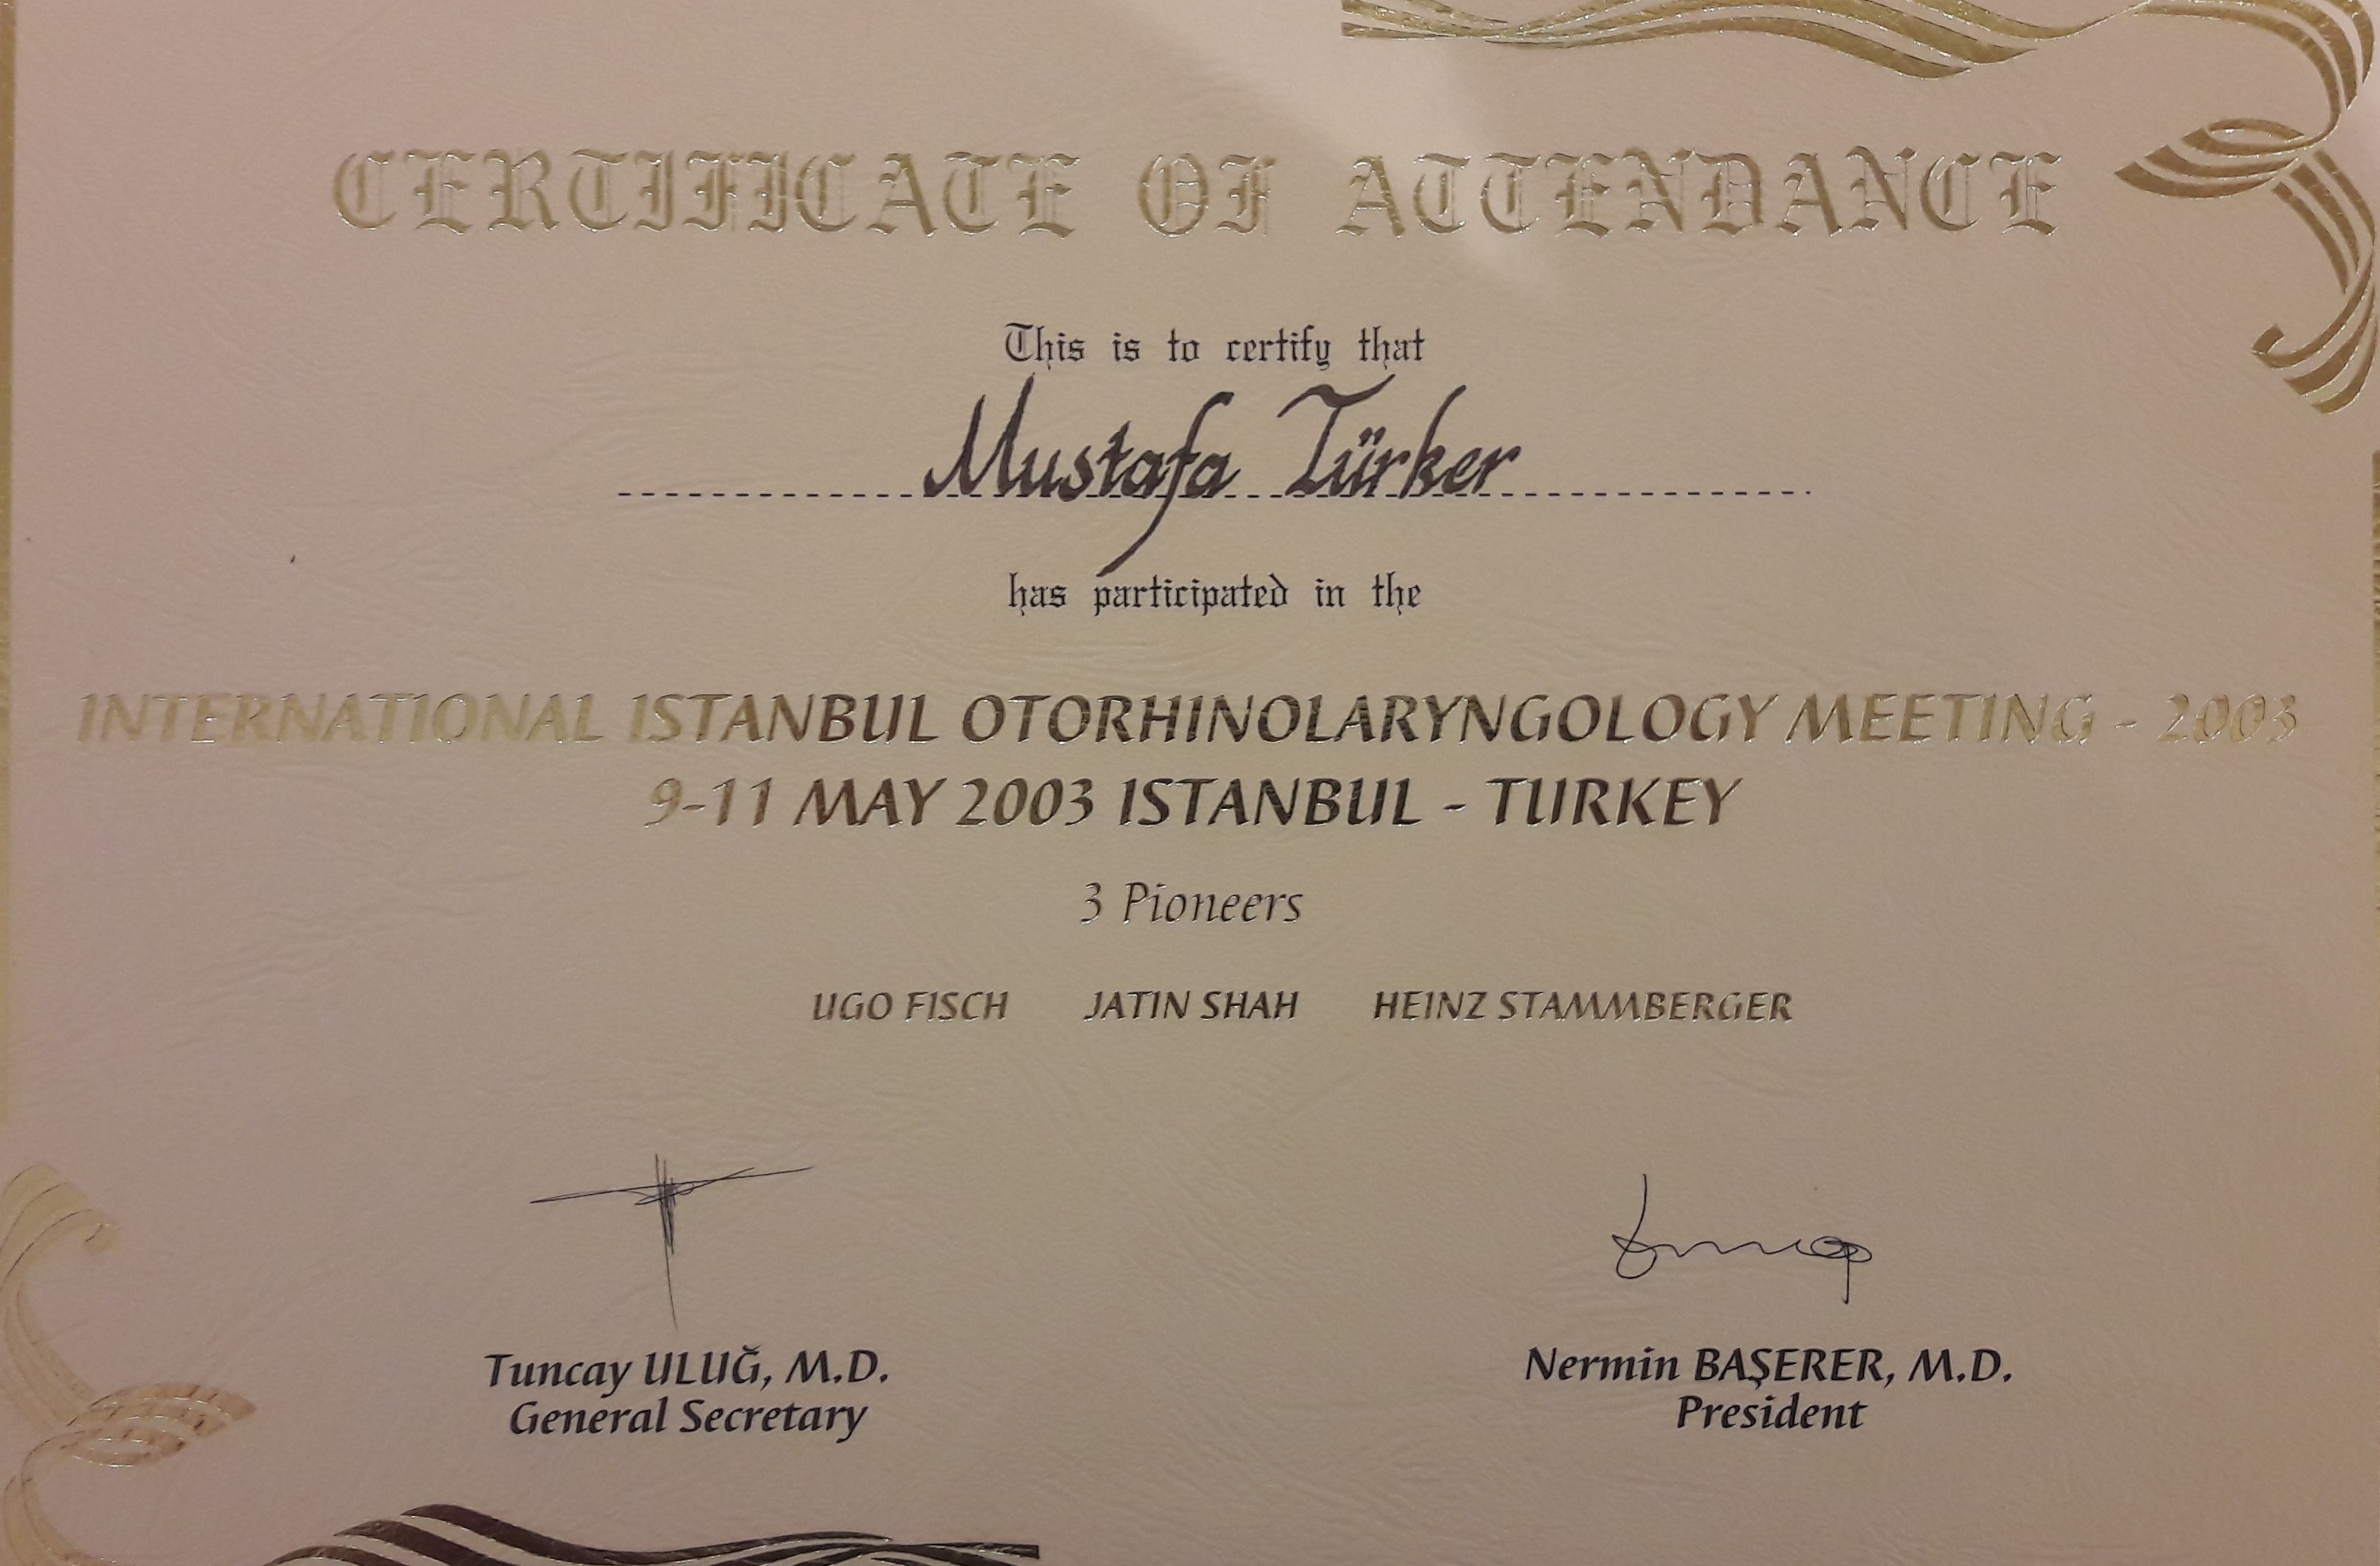 CERTIFICATE OF ATTENDANCE
This is to certify that
Mustafa Türker
has participated in the
INTERNATIONAL ISTANBUL OTORHINOLARYNGOLOGY MEETING - 2003
9-11 MAY 2003 ISTANBUL - TURKEY
3 Pioneers
UGO FISCH JATIN SHAH HEINZ STAMMBERGER
Tuncay ULUĞ, M.D. Nermin BAŞERER, M.D.
General Secretary President